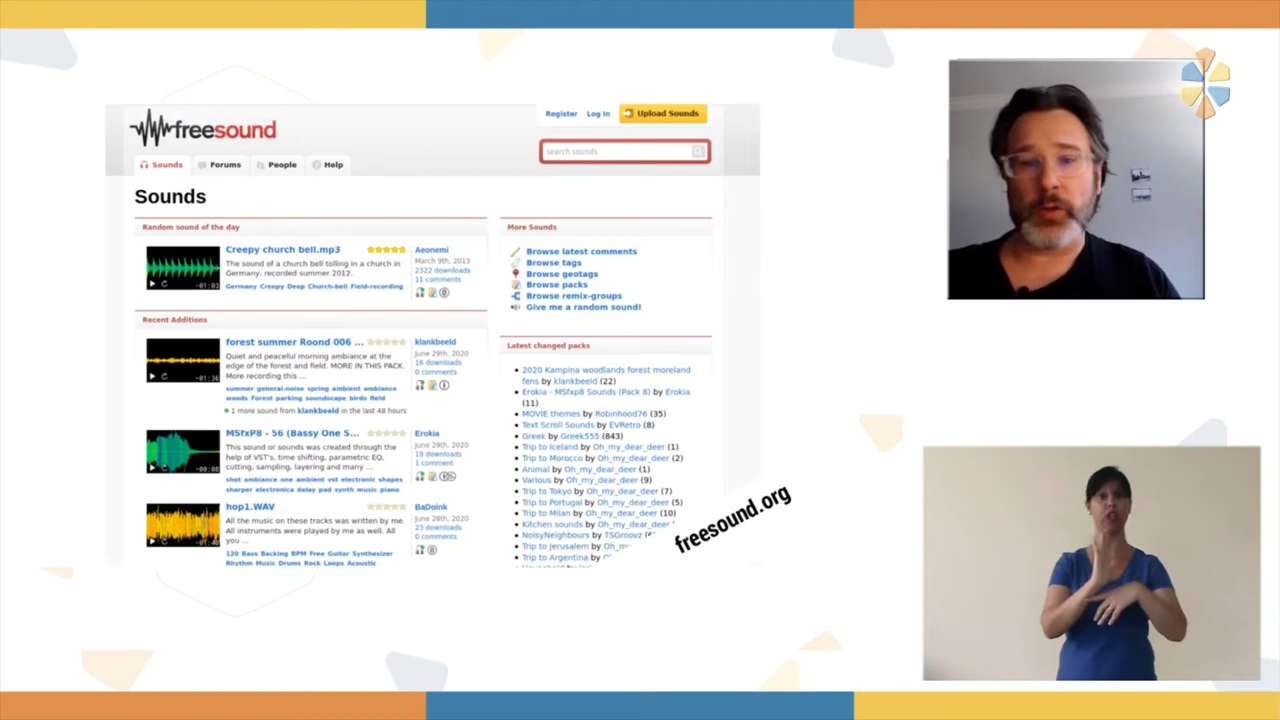 freesound
Register Log In Upload Sounds
search sounds
Sounds Forums People Help
Sounds
Random sound of the day
Creepy church bell.mp3
The sound of a church bell tolling in a church in
Germany, recorded summer 2012.
Germany Creepy Deep Church-bell Field-recording
-01:03
Aeonemi
March 9th, 2013
2322 downloads
11 comments
Recent Additions
forest summer Roond 006 ...
Quiet and peaceful morning ambiance at the
edge of the forest and field. MORE IN THIS PACK.
More recording this ...
summer general-noise spring ambient ambiance
woods Forest parking soundscape birds field
1 more sound from klankbeeld in the last 48 hours
-01:36
klankbeeld
June 29th, 2020
16 downloads
0 comments
MSfxP8 - 56 (Bassy One S...
This sound or sounds was created through the
help of VST's, time shifting, parametric EQ,
cutting, sampling, layering and many ...
shot ambiance one ambient vst electronic shapes
sharper electronica delay pad synth music piano
-00:08
Erokia
June 29th, 2020
19 downloads
1 comment
hop1.WAV
All the music on these tracks was written by me.
All instruments were played by me as well. All
you ...
120 Bass Backing BPM Free Guitar Synthesizer
Rhythm Music Drums Rock Loops Acoustic
BaDoink
June 28th, 2020
23 downloads
0 comments
More Sounds
Browse latest comments
Browse tags
Browse geotags
Browse packs
Browse remix-groups
Give me a random sound!
Latest changed packs
2020 Kampina woodlands forest moreland
fens by klankbeeld (22)
Erokia - MSfxp8 Sounds (Pack 8) by Erokia
(11)
MOVIE themes by Robinhood76 (35)
Text Scroll Sounds by EVRetro (8)
Greek by Greek555 (843)
Trip to Iceland by Oh_my_dear_deer (1)
Trip to Morocco by Oh_my_dear_deer (2)
Animal by Oh_my_dear_deer (1)
Various by Oh_my_dear_deer (9)
Trip to Tokyo by Oh_my_dear_deer (7)
Trip to Portugal by Oh_my_dear_deer (5)
Trip to Milan by Oh_my_dear_deer (10)
Kitchen sounds by Oh_my_dear_deer
NoisyNeighbours by TSGroovz
Trip to Jerusalem by
Trip to Argentina by
freesound.org